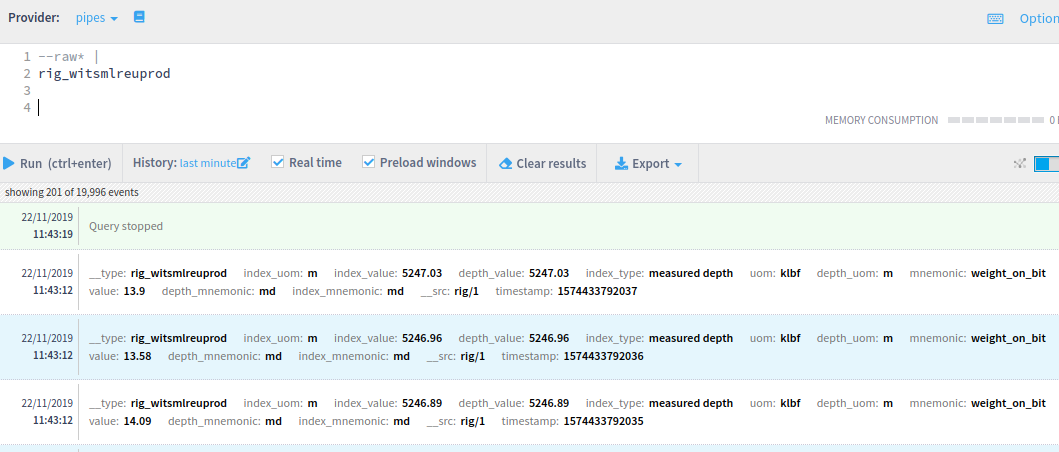 Provider: pipes Option
1 --raw* |
2 rig_witsmlreuprod
3
4
MEMORY CONSUMPTION 0
Run (ctrl+enter) History: last minute Real time Preload windows Clear results Export
showing 201 of 19,996 events
22/11/2019
11:43:19
Query stopped
22/11/2019
11:43:12
__type: rig_witsmlreuprod index_uom: m index_value: 5247.03 depth_value: 5247.03 index_type: measured depth uom: klbf depth_uom: m mnemonic: weight_on_bit
value: 13.9 depth_mnemonic: md index_mnemonic: md __src: rig/1 timestamp: 1574433792037
22/11/2019
11:43:12
__type: rig_witsmlreuprod index_uom: m index_value: 5246.96 depth_value: 5246.96 index_type: measured depth uom: klbf depth_uom: m mnemonic: weight_on_bit
value: 13.58 depth_mnemonic: md index_mnemonic: md __src: rig/1 timestamp: 1574433792036
22/11/2019
11:43:12
__type: rig_witsmlreuprod index_uom: m index_value: 5246.89 depth_value: 5246.89 index_type: measured depth uom: klbf depth_uom: m mnemonic: weight_on_bit
value: 14.09 depth_mnemonic: md index_mnemonic: md __src: rig/1 timestamp: 1574433792035